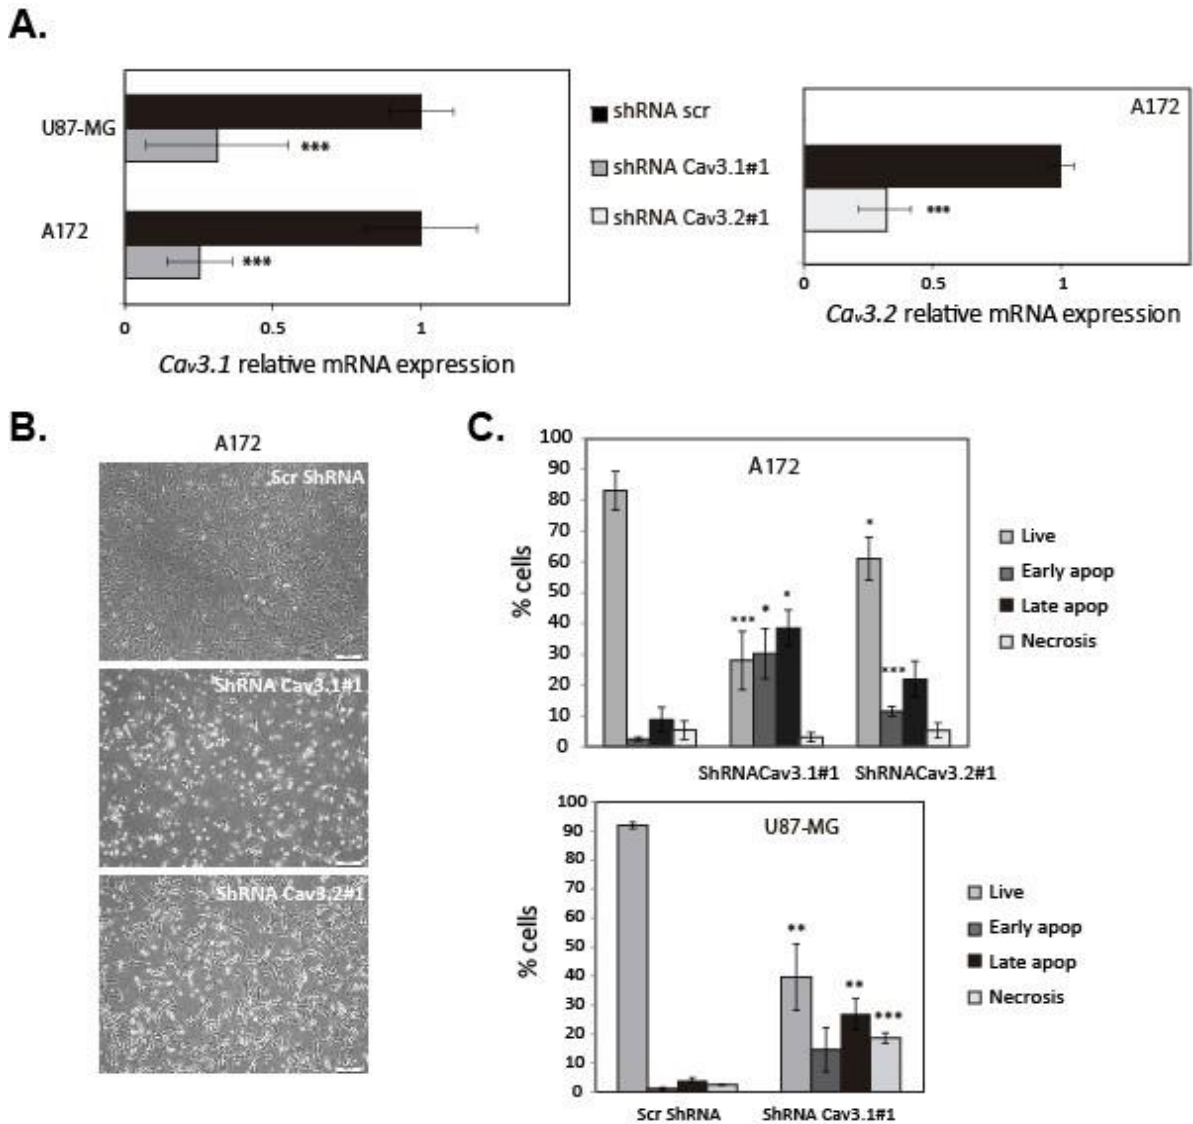 A.
U87-MG
***
A172
***
0 0.5 1
Cav3.1 relative mRNA expression
shRNA scr
shRNA Cav3.1#1
shRNA Cav3.2#1
A172
***
0 0.5 1
Cav3.2 relative mRNA expression
B.
A172
Scr ShRNA
ShRNA Cav3.1#1
ShRNA Cav3.2#1
C.
A172
% cells
100
90
80
70
60
50
40
30
20
10
0
*** * *
* ***
ShRNACav3.1#1 ShRNACav3.2#1
Live
Early apop
Late apop
Necrosis
U87-MG
% cells
100
90
80
70
60
50
40
30
20
10
0
** ** ***
Scr ShRNA ShRNA Cav3.1#1
Live
Early apop
Late apop
Necrosis